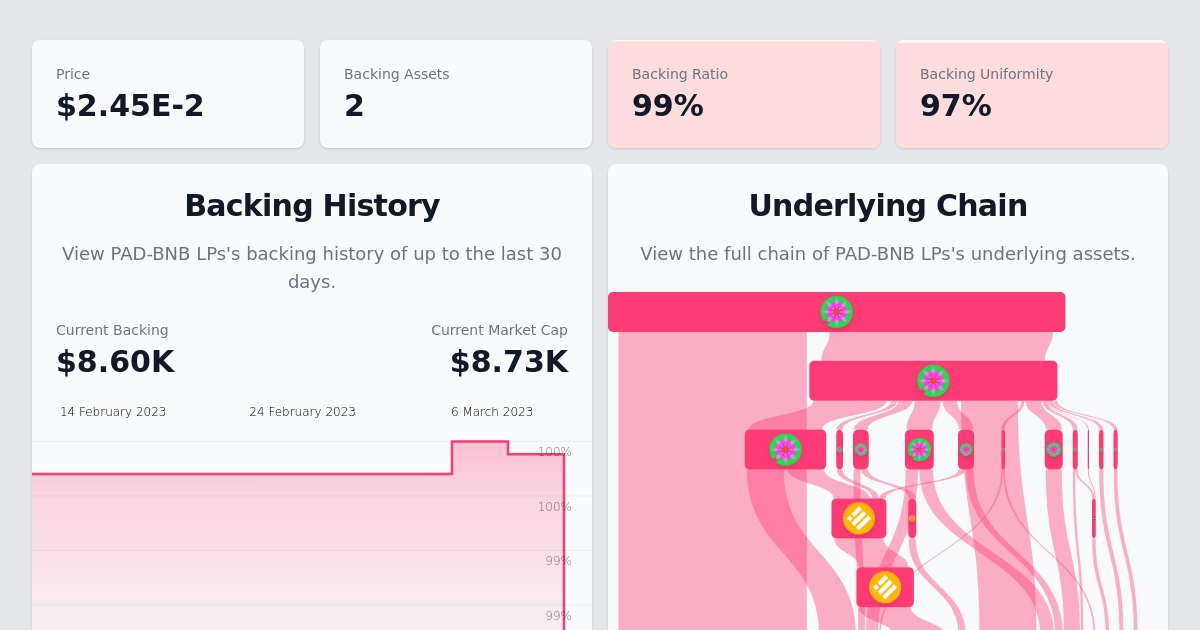 Price
$2.45E-2
Backing Assets
2
Backing Ratio
99%
Backing Uniformity
97%
Backing History
View PAD-BNB LPs's backing history of up to the last 30
days.
Current Backing
$8.60K
Current Market Cap
$8.73K
14 February 2023
24 February 2023
6 March 2023
100%
100%
99%
99%
Underlying Chain
View the full chain of PAD-BNB LPs's underlying assets.